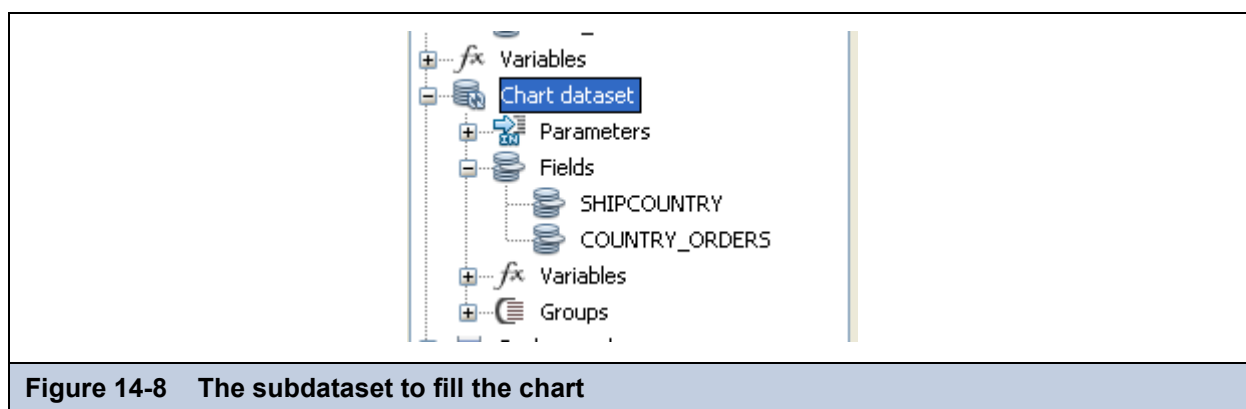 Variables
Chart dataset
Parameters
Fields
SHIPCOUNTRY
COUNTRY_ORDERS
Variables
Groups
Figure 14-8 The subdataset to fill the chart